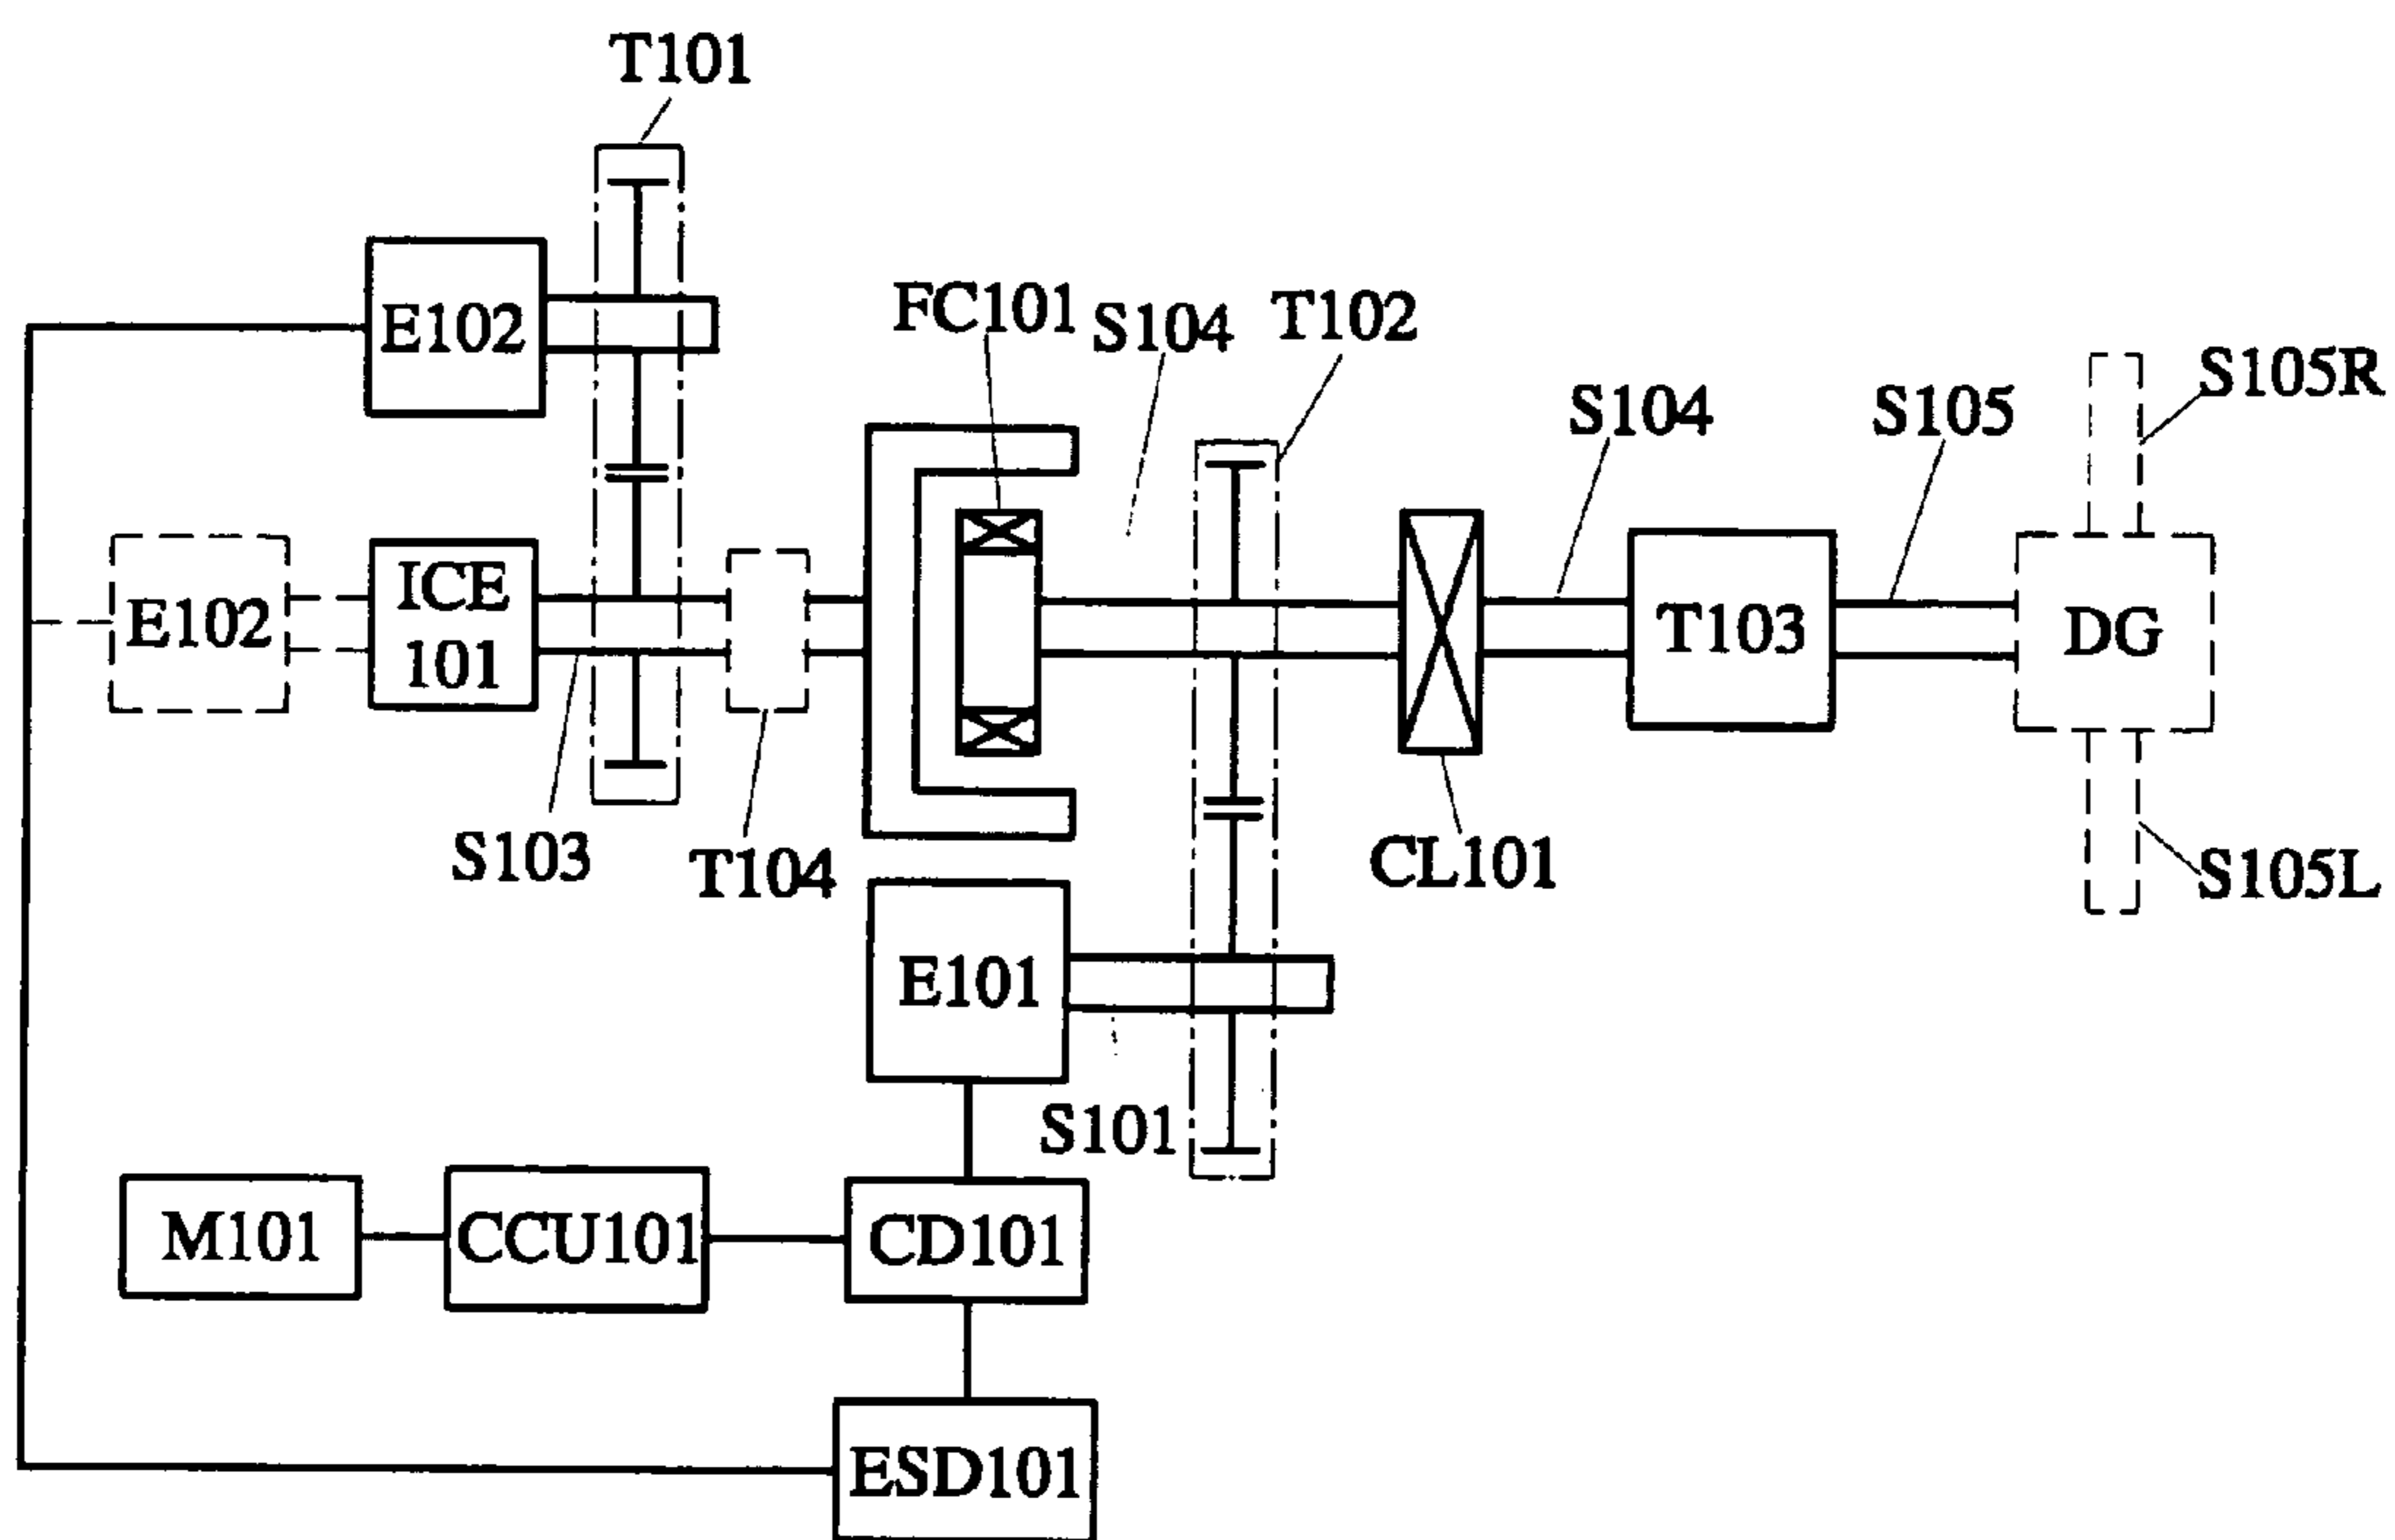 T101
E102
FC101
S104
T102
S105R
S104
S105
E102
ICE
101
T103
DG
S103
T104
CL101
S105L
E101
S101
M101
CCU101
CD101
ESD101